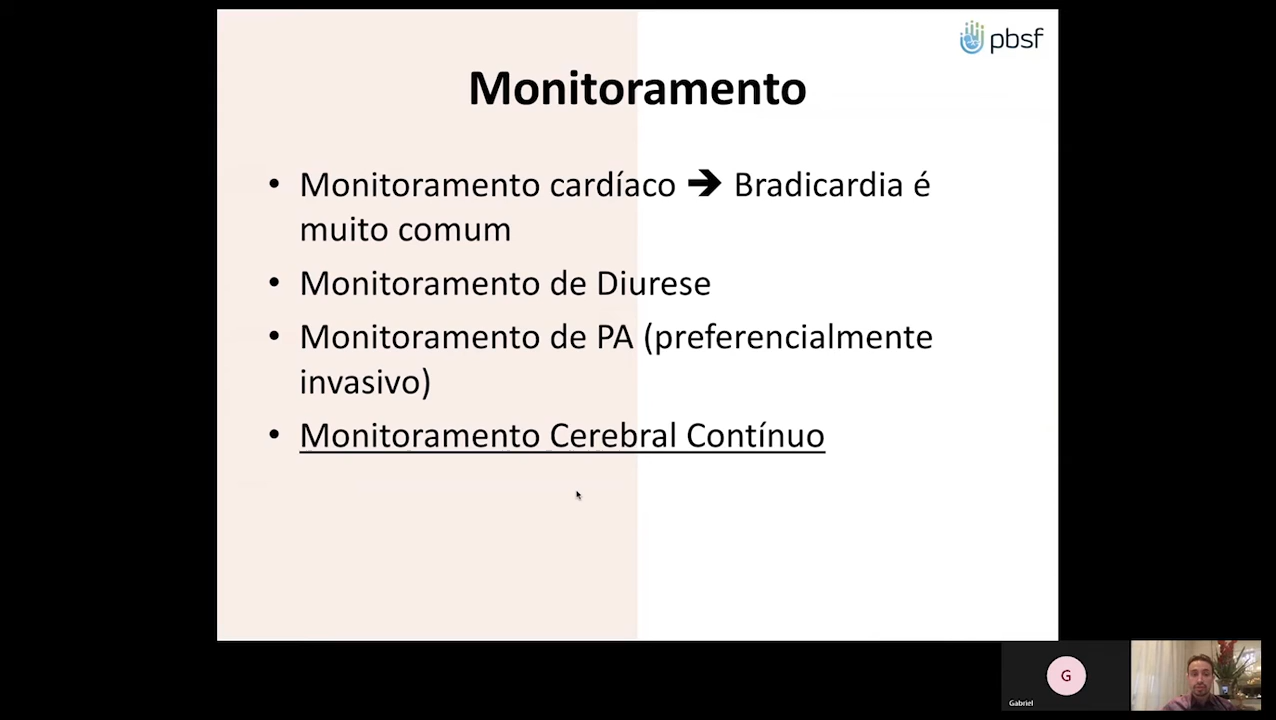 pbsf
Monitoramento
• Monitoramento cardíaco ➔ Bradicardia é
muito comum
• Monitoramento de Diurese
• Monitoramento de PA (preferencialmente
invasivo)
• Monitoramento Cerebral Contínuo
G
Gabriel